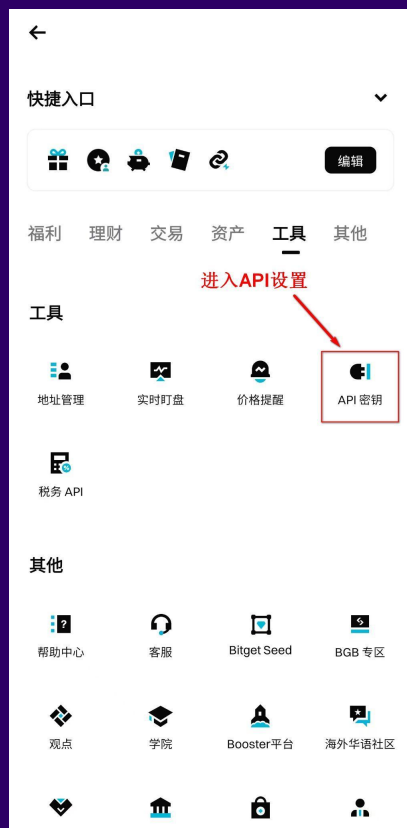 快捷入口
编辑
福利 理财 交易 资产 工具 其他
进入API设置
工具
地址管理 实时盯盘 价格提醒 API 密钥
税务 API
其他
帮助中心 客服 Bitget Seed BGB 专区
观点 学院 Booster平台 海外华语社区